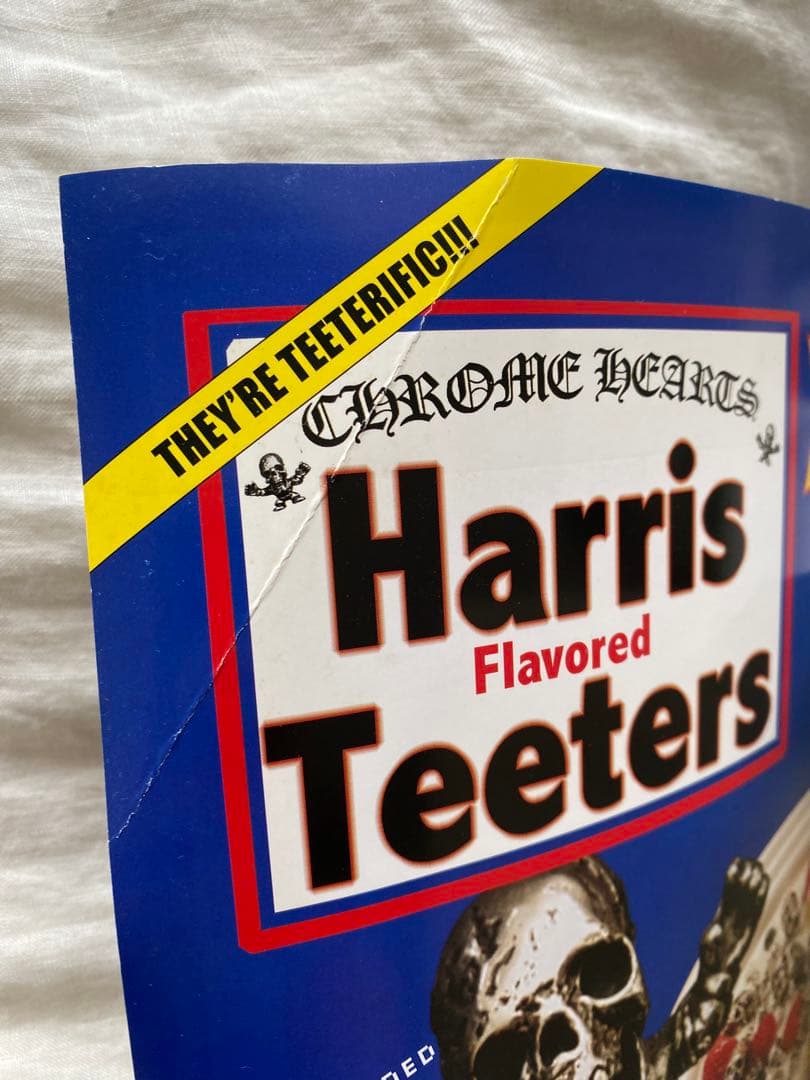 THEY'RE TEETERIFIC!!!
CHROME HEARTS
Harris
Flavored
Teeters